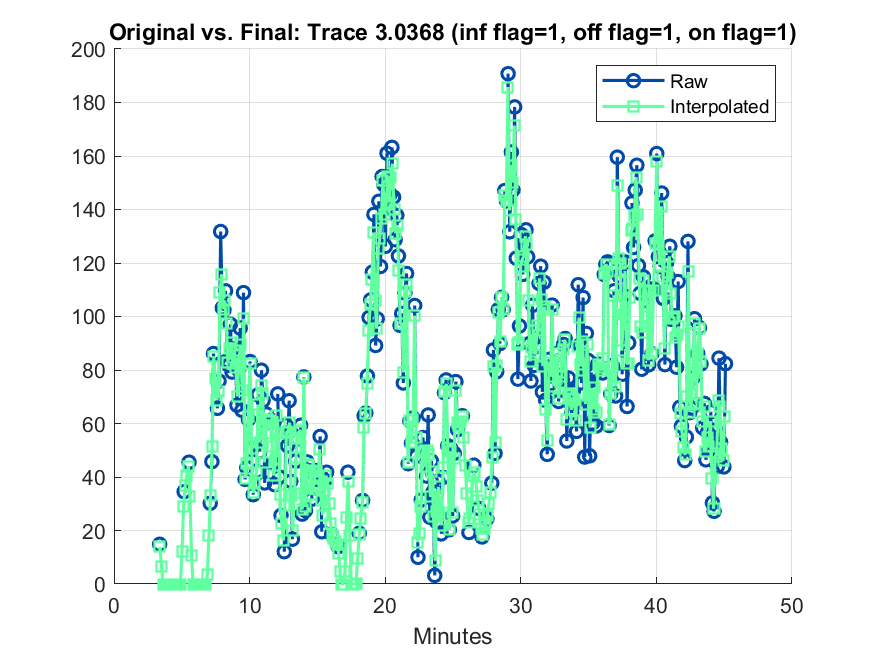 Original vs. Final: Trace 3.0368 (inf flag=1, off flag=1, on flag=1)
200
180
160
140
120
100
80
60
40
20
0
Raw
Interpolated
0 10 20 30 40 50
Minutes